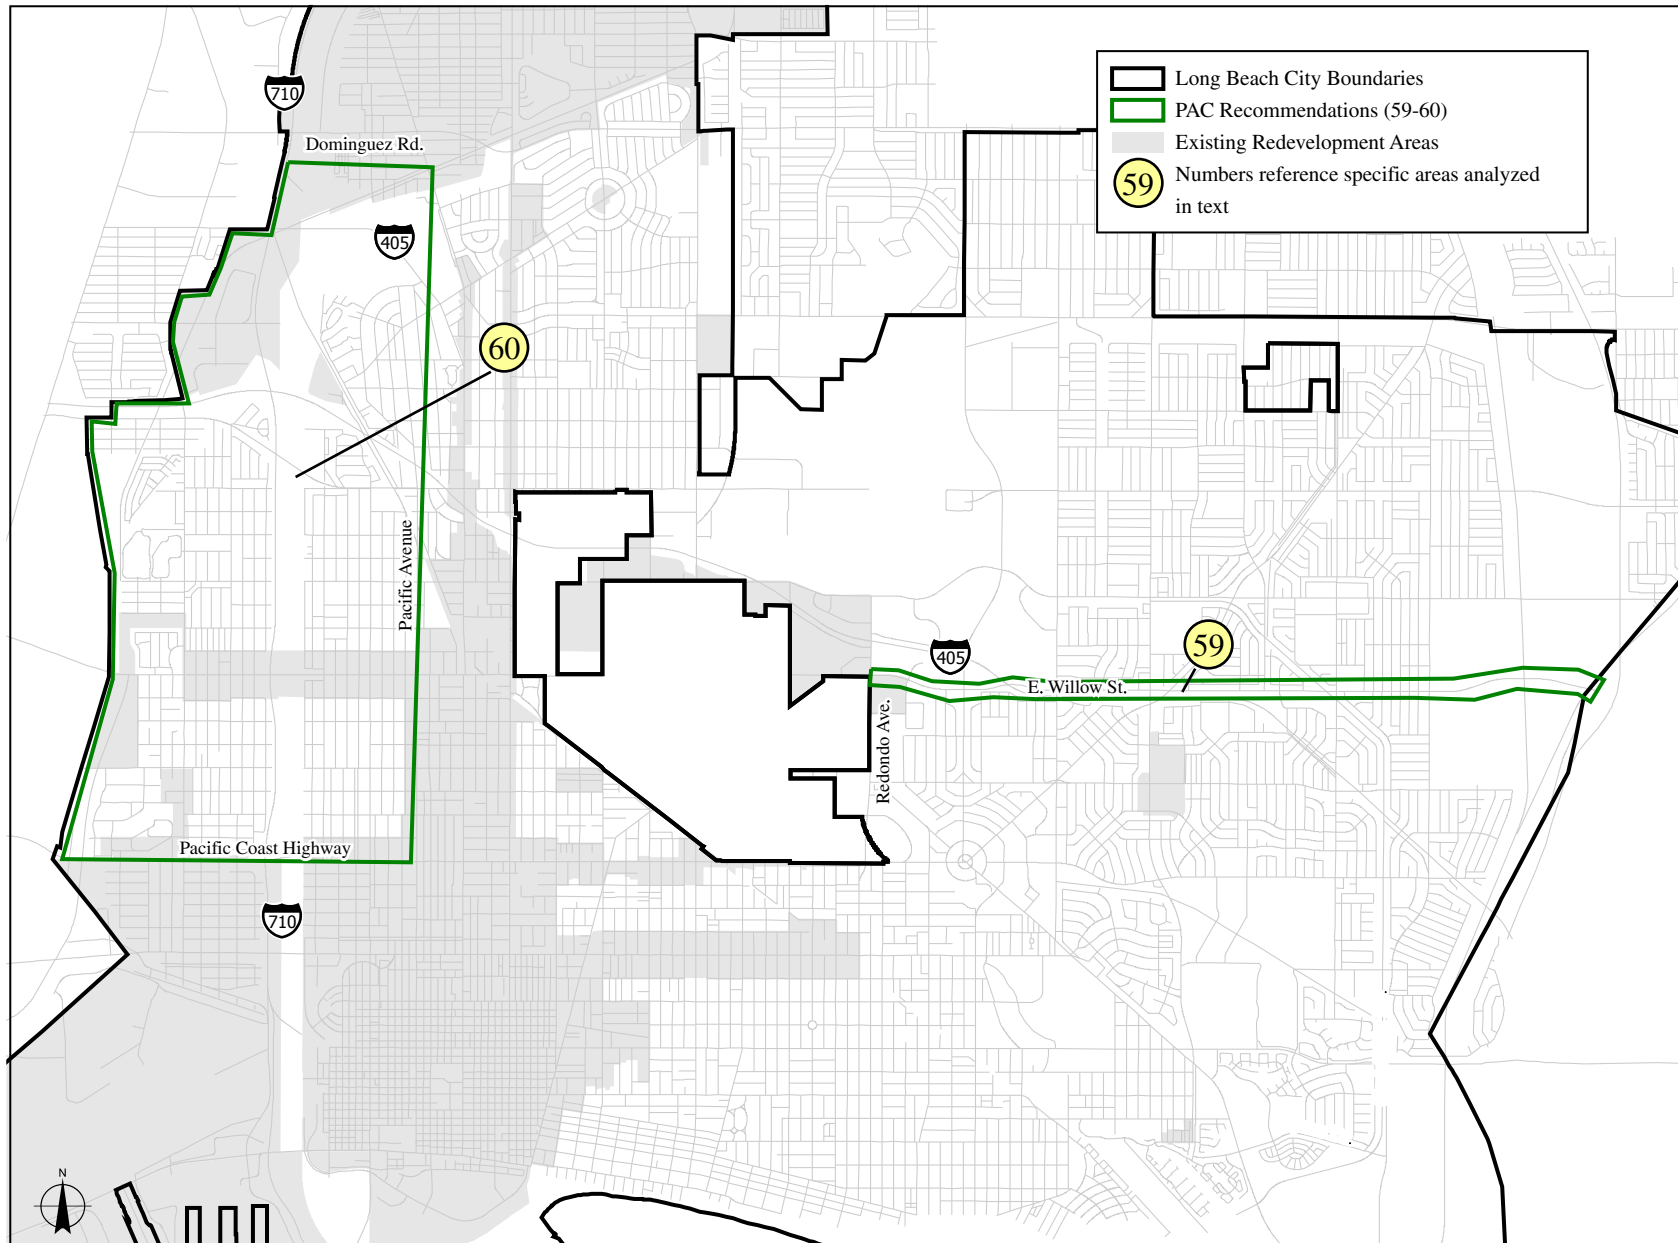 Long Beach City Boundaries
PAC Recommendations (59-60)
Existing Redevelopment Areas
59
Numbers reference specific areas analyzed
in text
710
Dominguez Rd.
405
60
Pacific Avenue
59
405
E. Willow St.
Redondo Ave.
Pacific Coast Highway
710
N